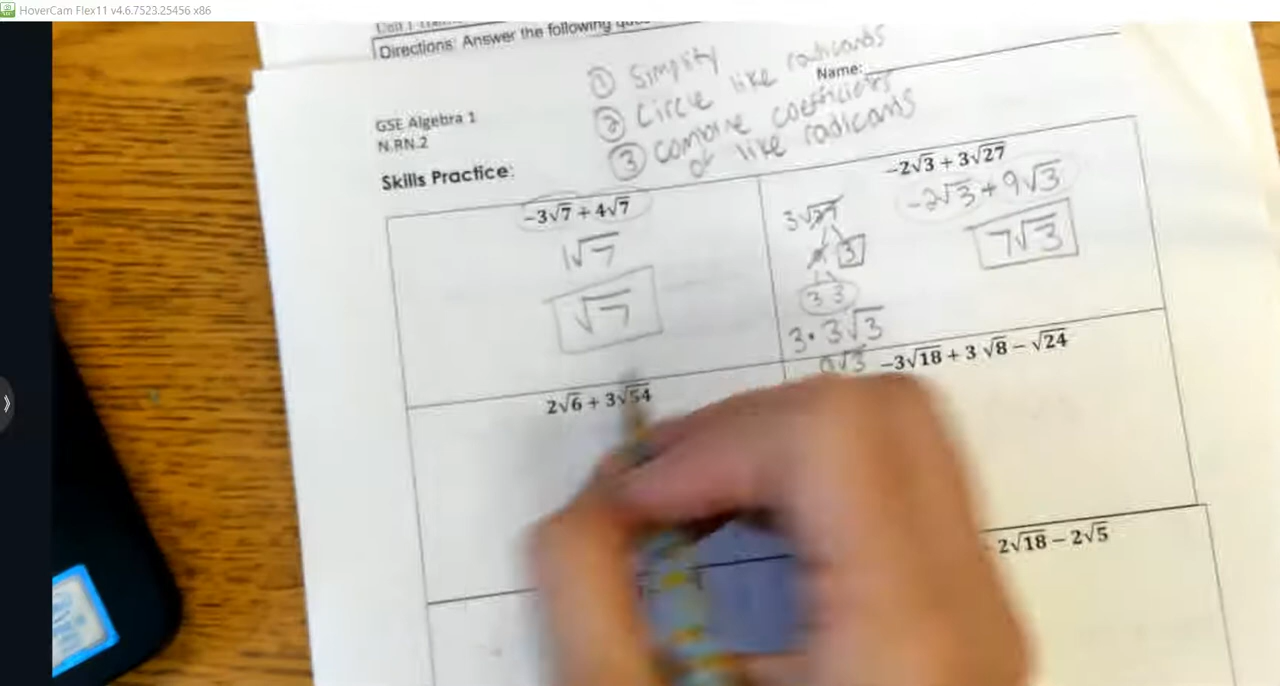 HoverCam Flex11 v4.6.7523.25456 x86
Directions: Answer the following
① Simplify
② Circle like radicands
③ Combine coefficients
of like radicands
Name:
GSE Algebra 1
N.RN.2
Skills Practice:
-3√7 + 4√7
1√7
√7
-2√3 + 3√27
-2√3 + 9√3
7√3
3√27
3
3 3
3 · 3√3
9√3
2√6 + 3√54
-3√18 + 3 √8 - √24
2√18 - 2√5